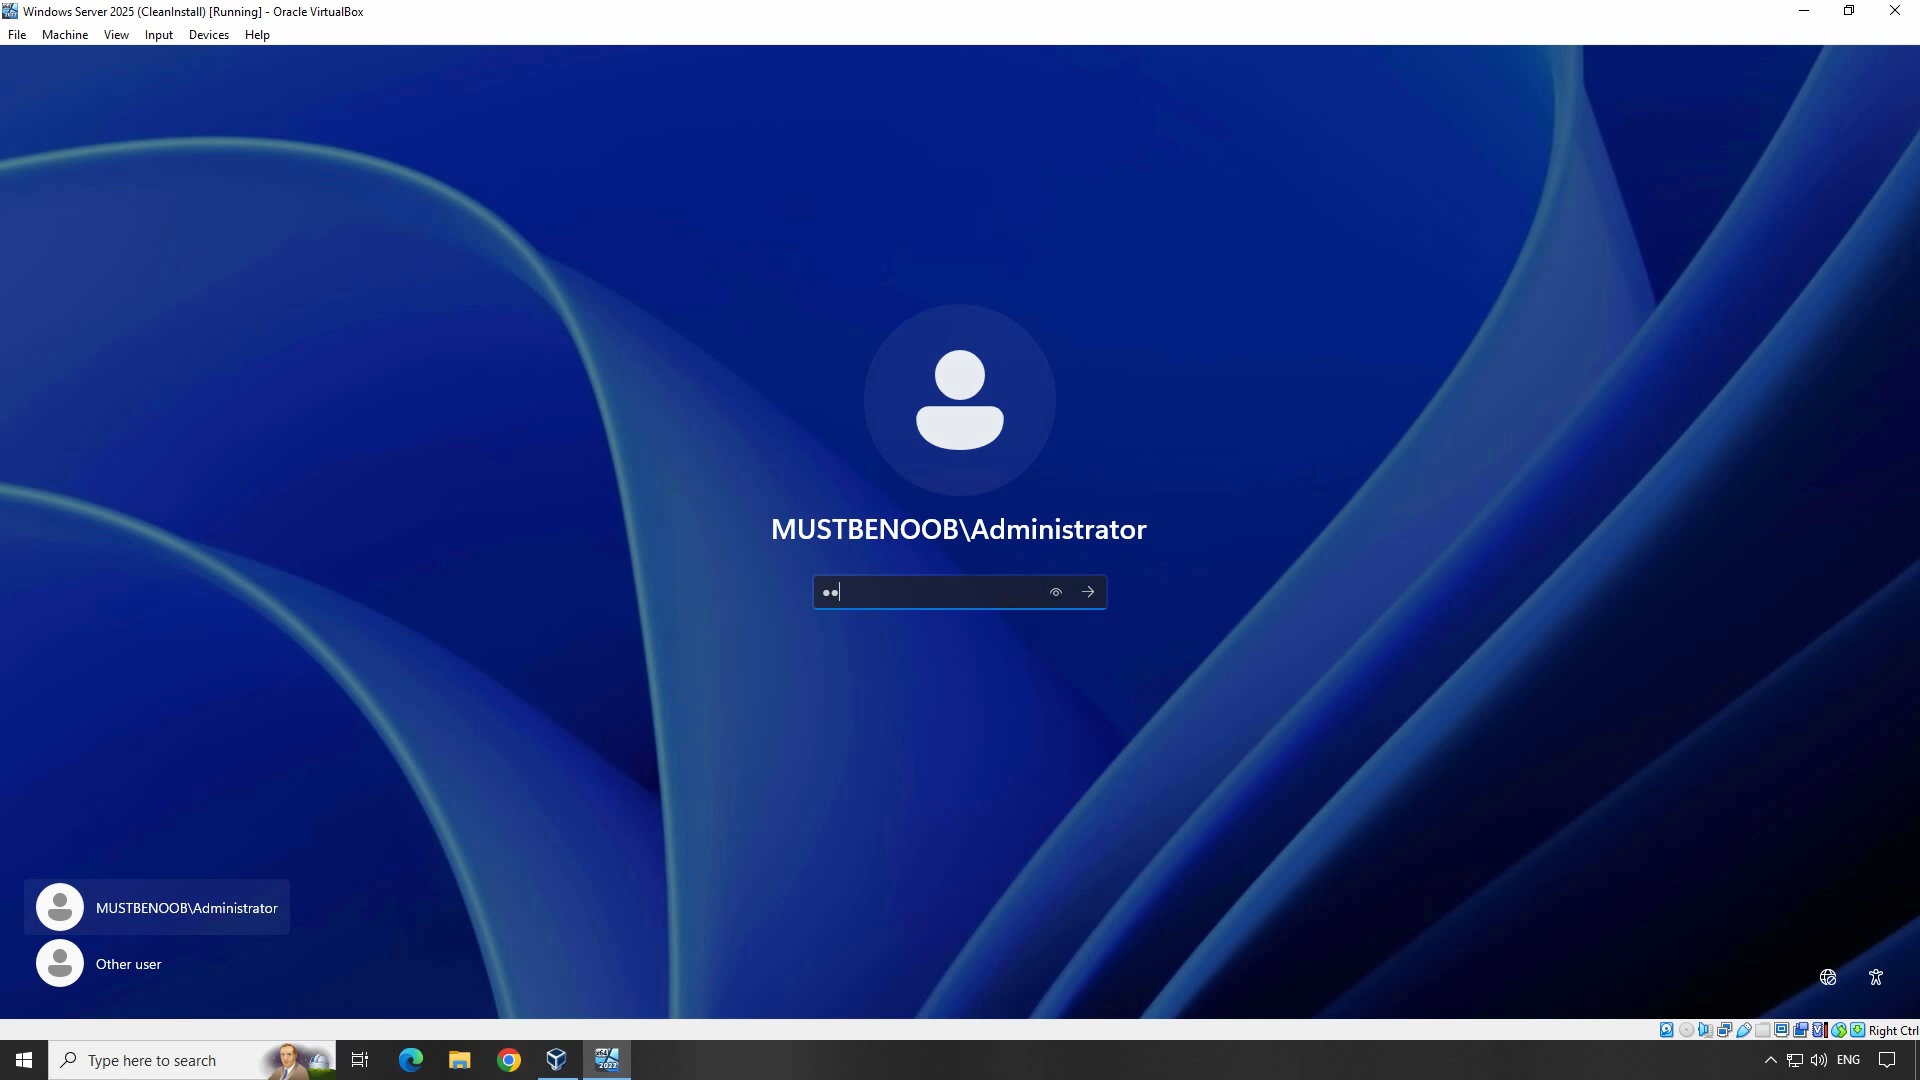 Windows Server 2025 (CleanInstall) [Running] - Oracle VirtualBox
File Machine View Input Devices Help
MUSTBENOOB\Administrator
MUSTBENOOB\Administrator
Other user
Right Ctrl
Type here to search
ENG